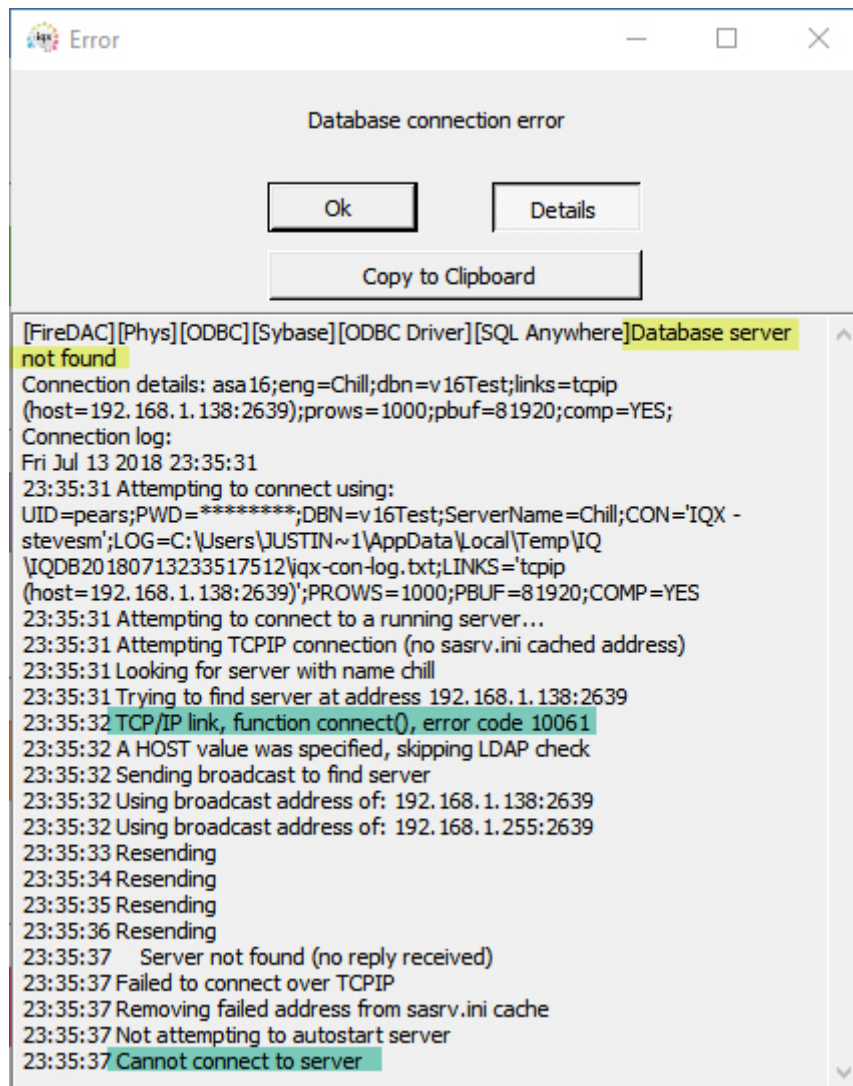 iqx Error
Database connection error
Ok Details
Copy to Clipboard
[FireDAC][Phys][ODBC][Sybase][ODBC Driver][SQL Anywhere]Database server
not found
Connection details: asa16;eng=Chill;dbn=v16Test;links=tcpip
(host=192.168.1.138:2639);prows=1000;pbuf=81920;comp=YES;
Connection log:
Fri Jul 13 2018 23:35:31
23:35:31 Attempting to connect using:
UID=pears;PWD=********;DBN=v16Test;ServerName=Chill;CON='IQX -
stevesm';LOG=C:\Users\JUSTIN~1\AppData\Local\Temp\IQ
\IQDB20180713233517512\iqx-con-log.txt;LINKS='tcpip
(host=192.168.1.138:2639)';PROWS=1000;PBUF=81920;COMP=YES
23:35:31 Attempting to connect to a running server...
23:35:31 Attempting TCPIP connection (no sasrv.ini cached address)
23:35:31 Looking for server with name chill
23:35:31 Trying to find server at address 192.168.1.138:2639
23:35:32 TCP/IP link, function connect(), error code 10061
23:35:32 A HOST value was specified, skipping LDAP check
23:35:32 Sending broadcast to find server
23:35:32 Using broadcast address of: 192.168.1.138:2639
23:35:32 Using broadcast address of: 192.168.1.255:2639
23:35:33 Resending
23:35:34 Resending
23:35:35 Resending
23:35:36 Resending
23:35:37 Server not found (no reply received)
23:35:37 Failed to connect over TCPIP
23:35:37 Removing failed address from sasrv.ini cache
23:35:37 Not attempting to autostart server
23:35:37 Cannot connect to server